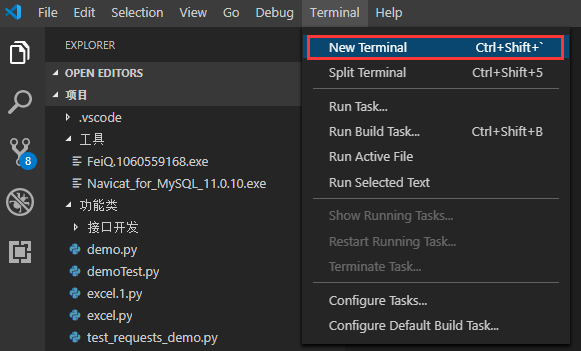 File Edit Selection View Go Debug Terminal Help
EXPLORER
OPEN EDITORS
项目
.vscode
工具
FeiQ.1060559168.exe
Navicat_for_MySQL_11.0.10.exe
功能类
接口开发
demo.py
demoTest.py
excel.1.py
excel.py
test_requests_demo.py
8
New Terminal Ctrl+Shift+`
Split Terminal Ctrl+Shift+5
Run Task...
Run Build Task... Ctrl+Shift+B
Run Active File
Run Selected Text
Show Running Tasks...
Restart Running Task...
Terminate Task...
Configure Tasks...
Configure Default Build Task...